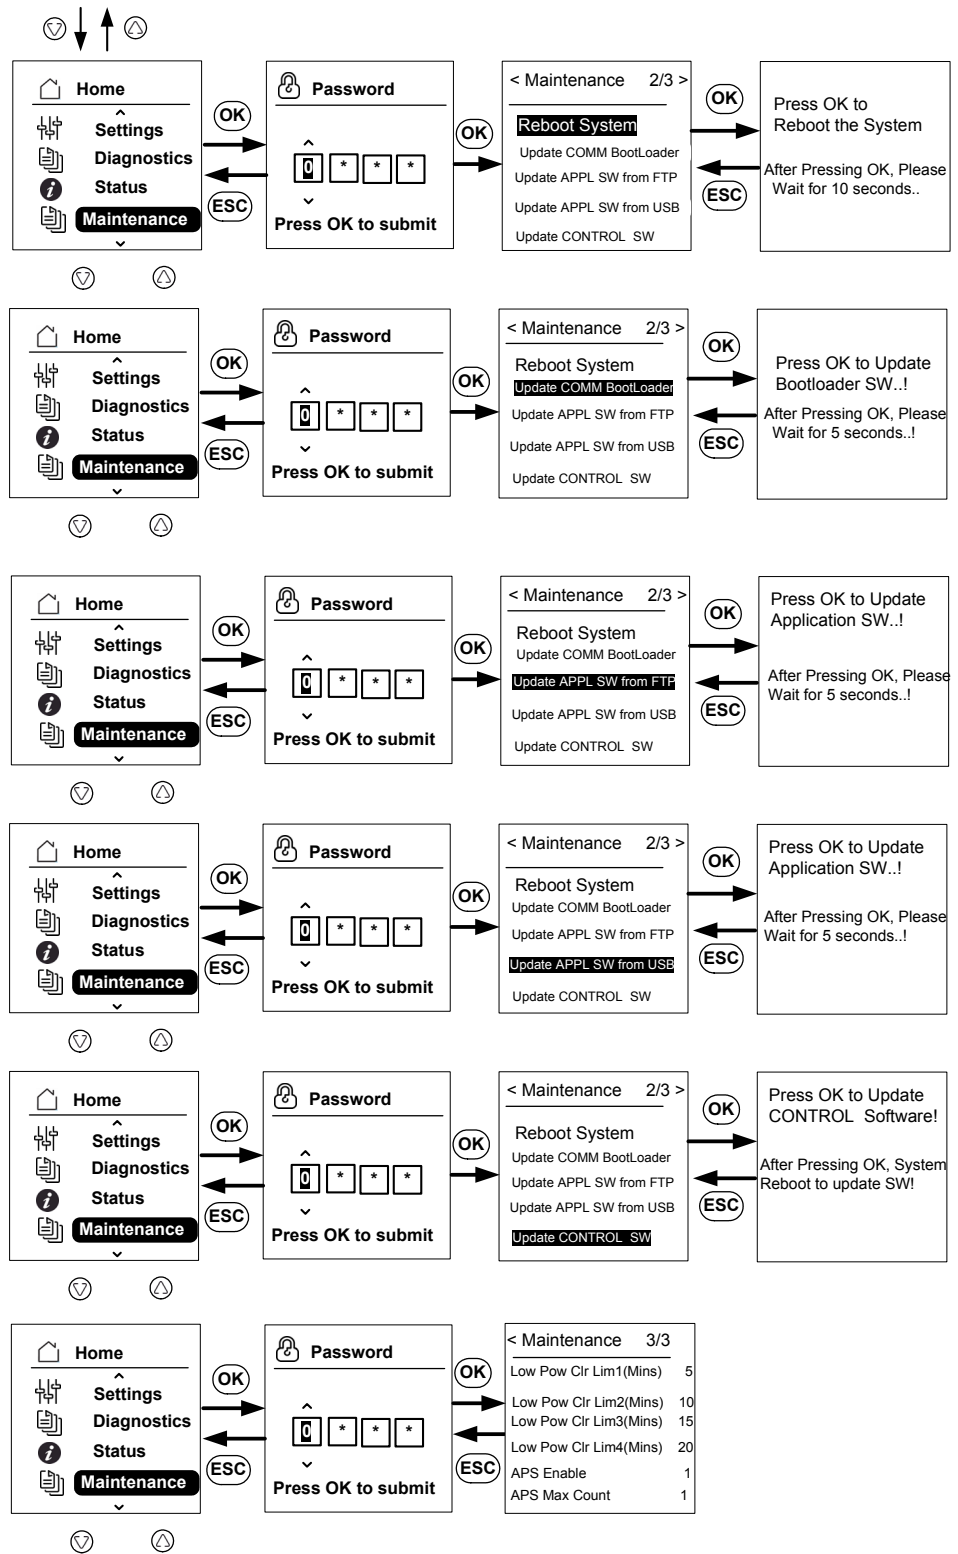 Home
Settings
Diagnostics
Status
Maintenance
OK
ESC
Password
0 * * *
Press OK to submit
OK
< Maintenance 2/3 >
Reboot System
Update COMM BootLoader
Update APPL SW from FTP
Update APPL SW from USB
Update CONTROL SW
OK
ESC
Press OK to
Reboot the System
After Pressing OK, Please
Wait for 10 seconds..
Home
Settings
Diagnostics
Status
Maintenance
OK
ESC
Password
0 * * *
Press OK to submit
OK
< Maintenance 2/3 >
Reboot System
Update COMM BootLoader
Update APPL SW from FTP
Update APPL SW from USB
Update CONTROL SW
OK
ESC
Press OK to Update
Bootloader SW..!
After Pressing OK, Please
Wait for 5 seconds..!
Home
Settings
Diagnostics
Status
Maintenance
OK
ESC
Password
0 * * *
Press OK to submit
OK
< Maintenance 2/3 >
Reboot System
Update COMM BootLoader
Update APPL SW from FTP
Update APPL SW from USB
Update CONTROL SW
OK
ESC
Press OK to Update
Application SW..!
After Pressing OK, Please
Wait for 5 seconds..!
Home
Settings
Diagnostics
Status
Maintenance
OK
ESC
Password
0 * * *
Press OK to submit
OK
< Maintenance 2/3 >
Reboot System
Update COMM BootLoader
Update APPL SW from FTP
Update APPL SW from USB
Update CONTROL SW
OK
ESC
Press OK to Update
Application SW..!
After Pressing OK, Please
Wait for 5 seconds..!
Home
Settings
Diagnostics
Status
Maintenance
OK
ESC
Password
0 * * *
Press OK to submit
OK
< Maintenance 2/3 >
Reboot System
Update COMM BootLoader
Update APPL SW from FTP
Update APPL SW from USB
Update CONTROL SW
OK
ESC
Press OK to Update
CONTROL Software!
After Pressing OK, System
Reboot to update SW!
Home
Settings
Diagnostics
Status
Maintenance
OK
ESC
Password
0 * * *
Press OK to submit
OK
ESC
< Maintenance 3/3
Low Pow Clr Lim1(Mins) 5
Low Pow Clr Lim2(Mins) 10
Low Pow Clr Lim3(Mins) 15
Low Pow Clr Lim4(Mins) 20
APS Enable 1
APS Max Count 1